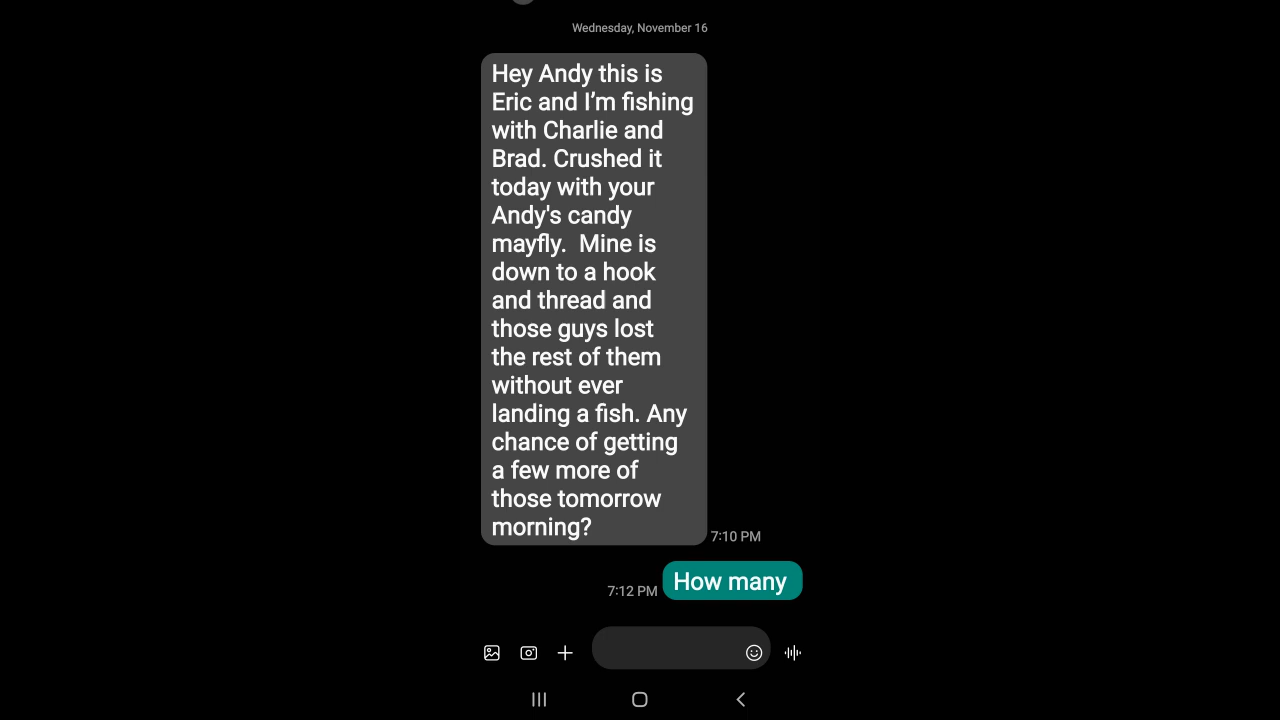 Wednesday, November 16
Hey Andy this is
Eric and I’m fishing
with Charlie and
Brad. Crushed it
today with your
Andy's candy
mayfly.  Mine is
down to a hook
and thread and
those guys lost
the rest of them
without ever
landing a fish. Any
chance of getting
a few more of
those tomorrow
morning?
7:10 PM
7:12 PM
How many